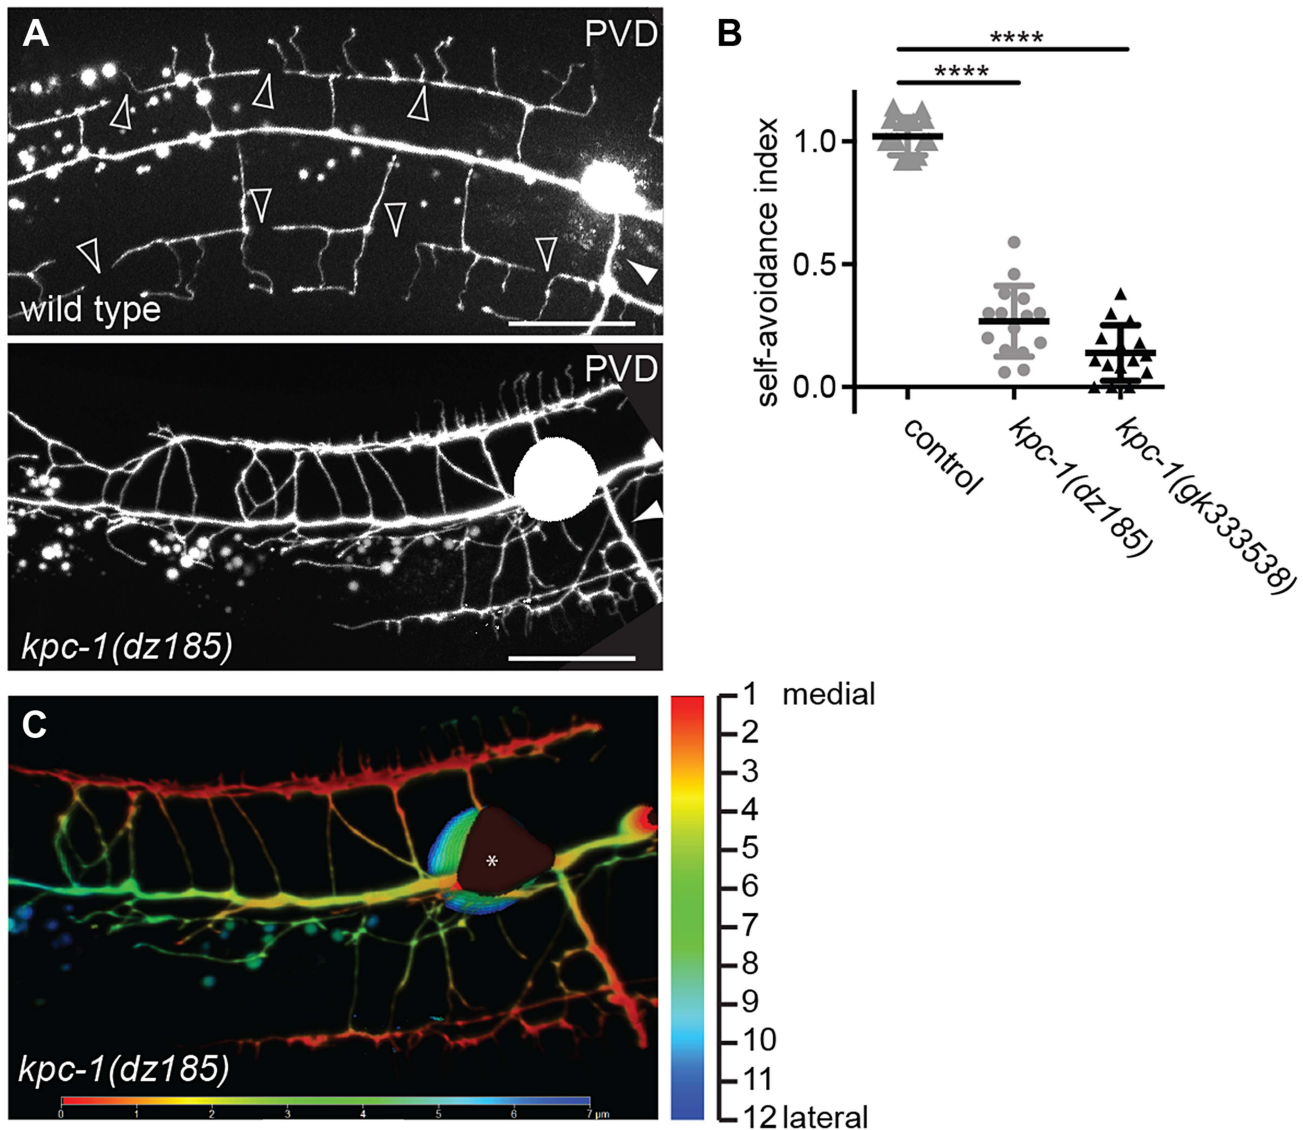 A
PVD
wild type
PVD
kpc-1(dz185)
B
****
****
self-avoidance index
1.0
0.5
0.0
control
kpc-1(dz185)
kpc-1(gk333538)
C
*
kpc-1(dz185)
0 1 2 3 4 5 6 7 µm
1 medial
2
3
4
5
6
7
8
9
10
11
12 lateral